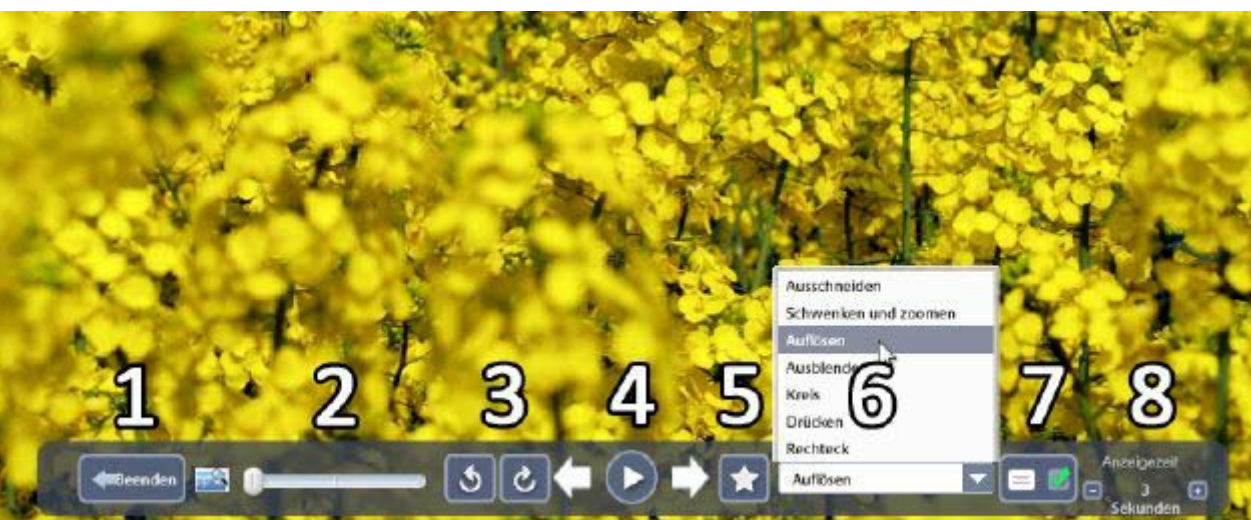 Ausschneiden
Schwenken und zoomen
Auflösen
Ausblende
Kreis
Drücken
Rechteck
1 2 3 4 5 6 7 8
Beenden
Auflösen
Anzeigezeit
3
Sekunden